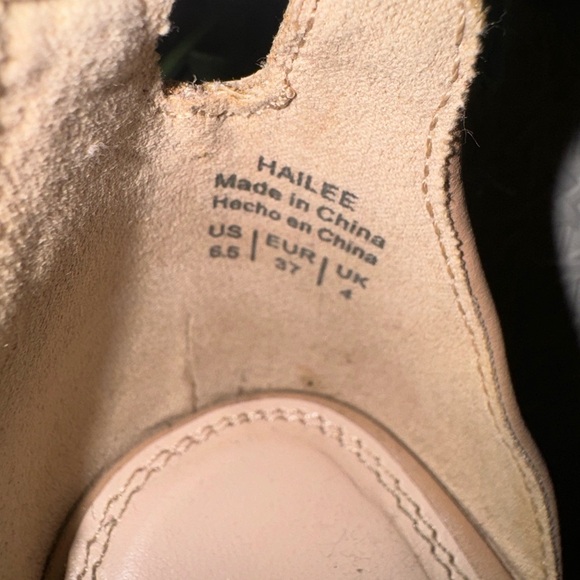 HAILEE
Made in China
Hecho en China
US | EUR | UK
6.5 | 37 | 4